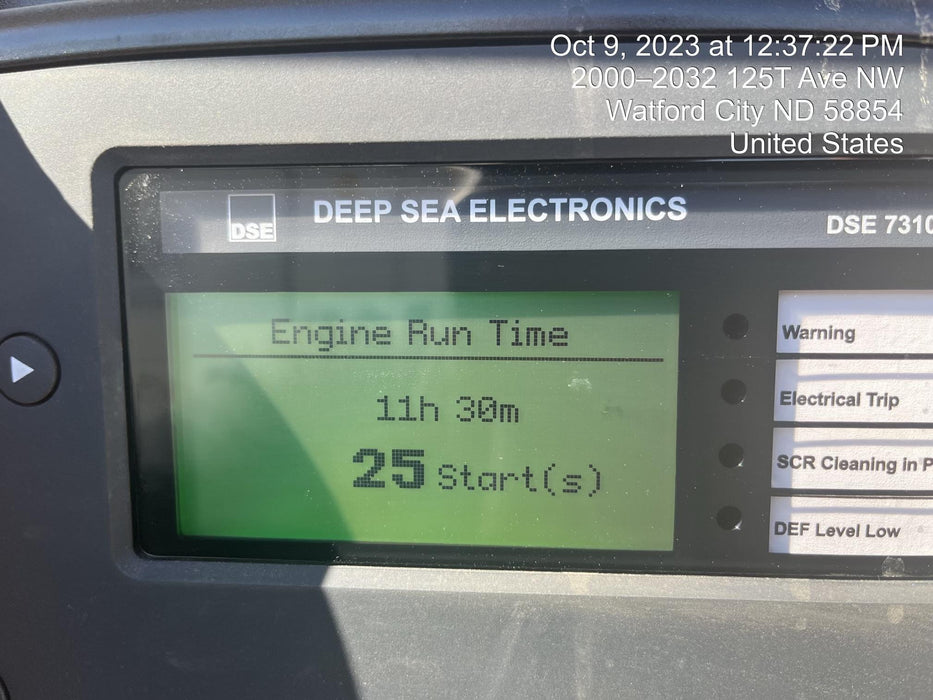 Oct 9, 2023 at 12:37:22 PM
2000–2032 125T Ave NW
Watford City ND 58854
United States
DSE
DEEP SEA ELECTRONICS
DSE 7310
Engine Run Time
11h 30m
25 Start(s)
Warning
Electrical Trip
SCR Cleaning in P
DEF Level Low